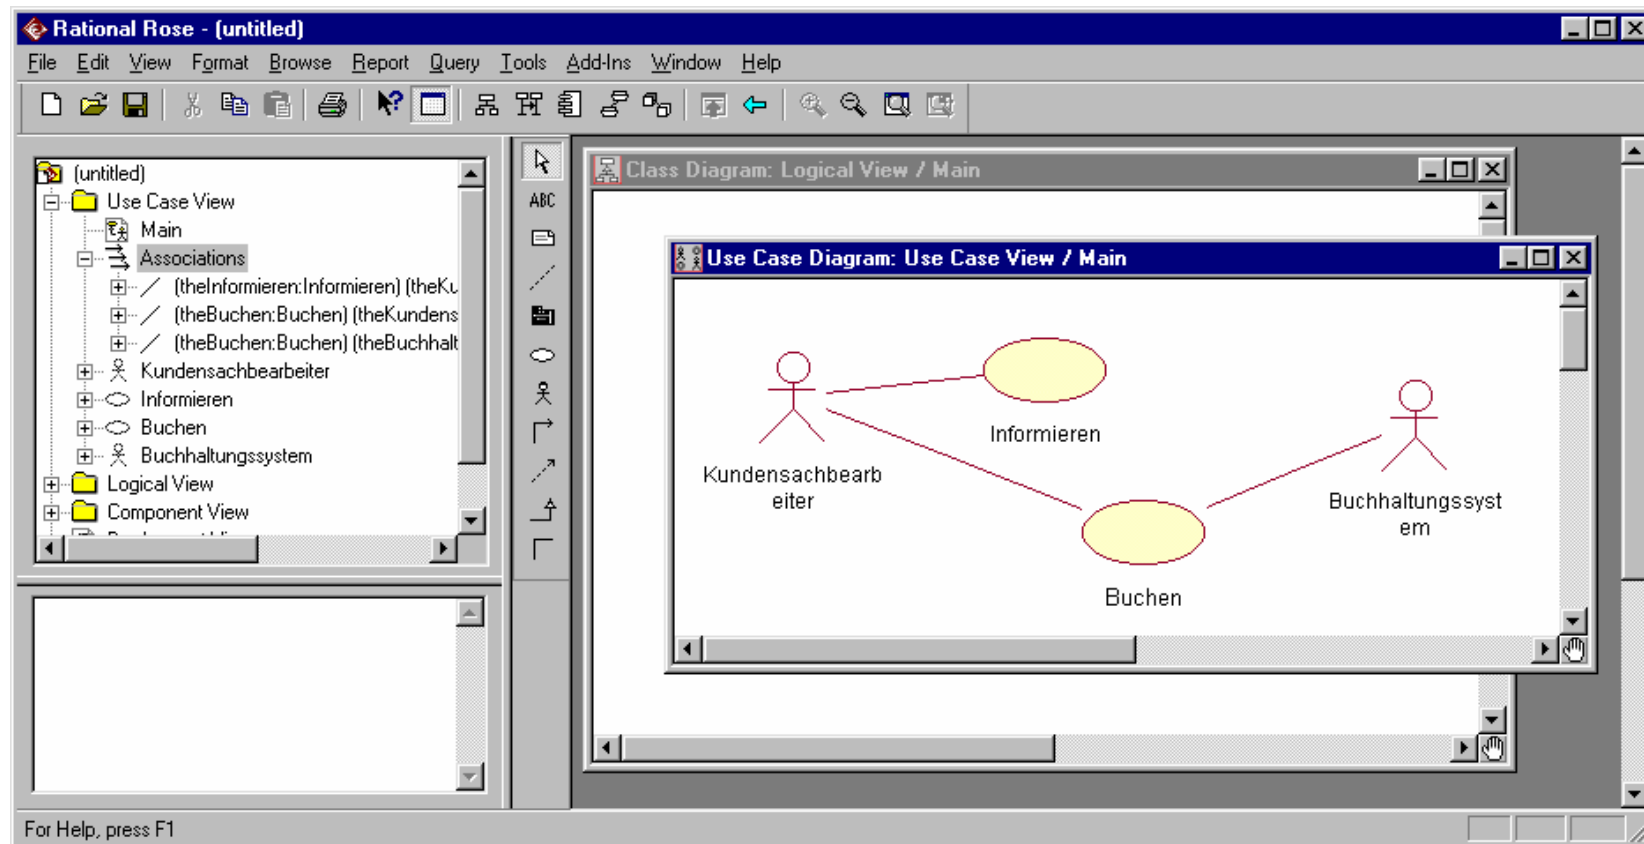 Rational Rose - (untitled)
File Edit View Format Browse Report Query Tools Add-Ins Window Help
(untitled)
Use Case View
Main
Associations
(theInformieren:Informieren) (theKu
(theBuchen:Buchen) (theKundens
(theBuchen:Buchen) (theBuchhalt
Kundensachbearbeiter
Informieren
Buchen
Buchhaltungssystem
Logical View
Component View
ABC
Class Diagram: Logical View / Main
Use Case Diagram: Use Case View / Main
Informieren
Kundensachbearb
eiter
Buchhaltungssyst
em
Buchen
For Help, press F1